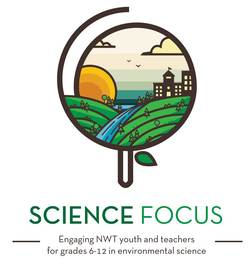 SCIENCE FOCUS
Engaging NWT youth and teachers
for grades 6-12 in environmental science